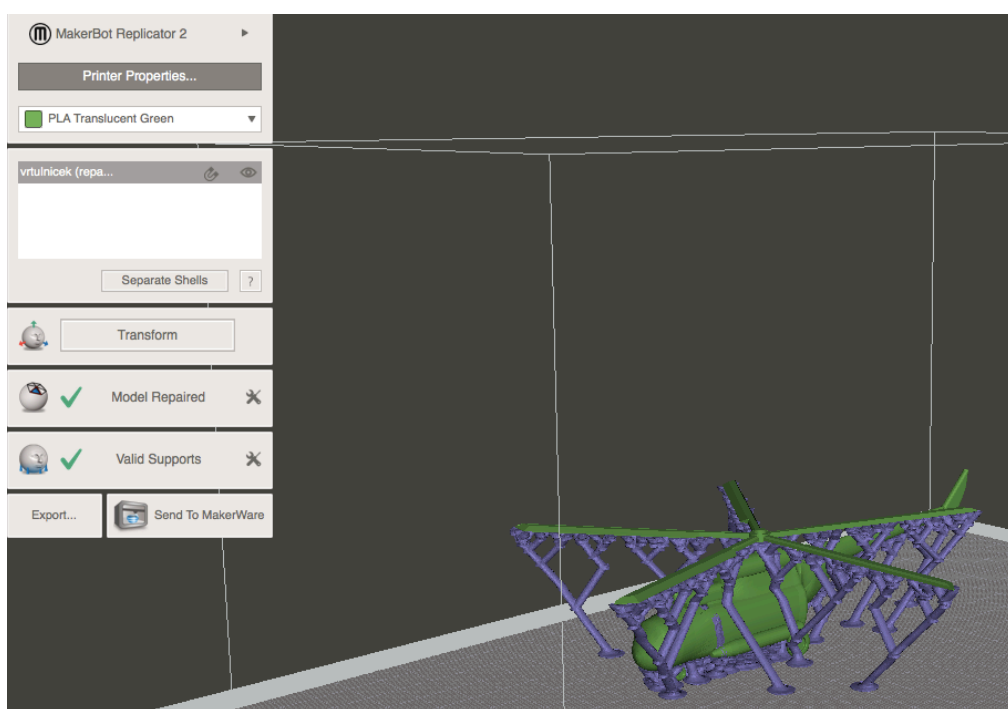 MakerBot Replicator 2
Printer Properties...
PLA Translucent Green
vrtulnicek (repa...
Separate Shells
?
Transform
Model Repaired
Valid Supports
Export...
Send To MakerWare